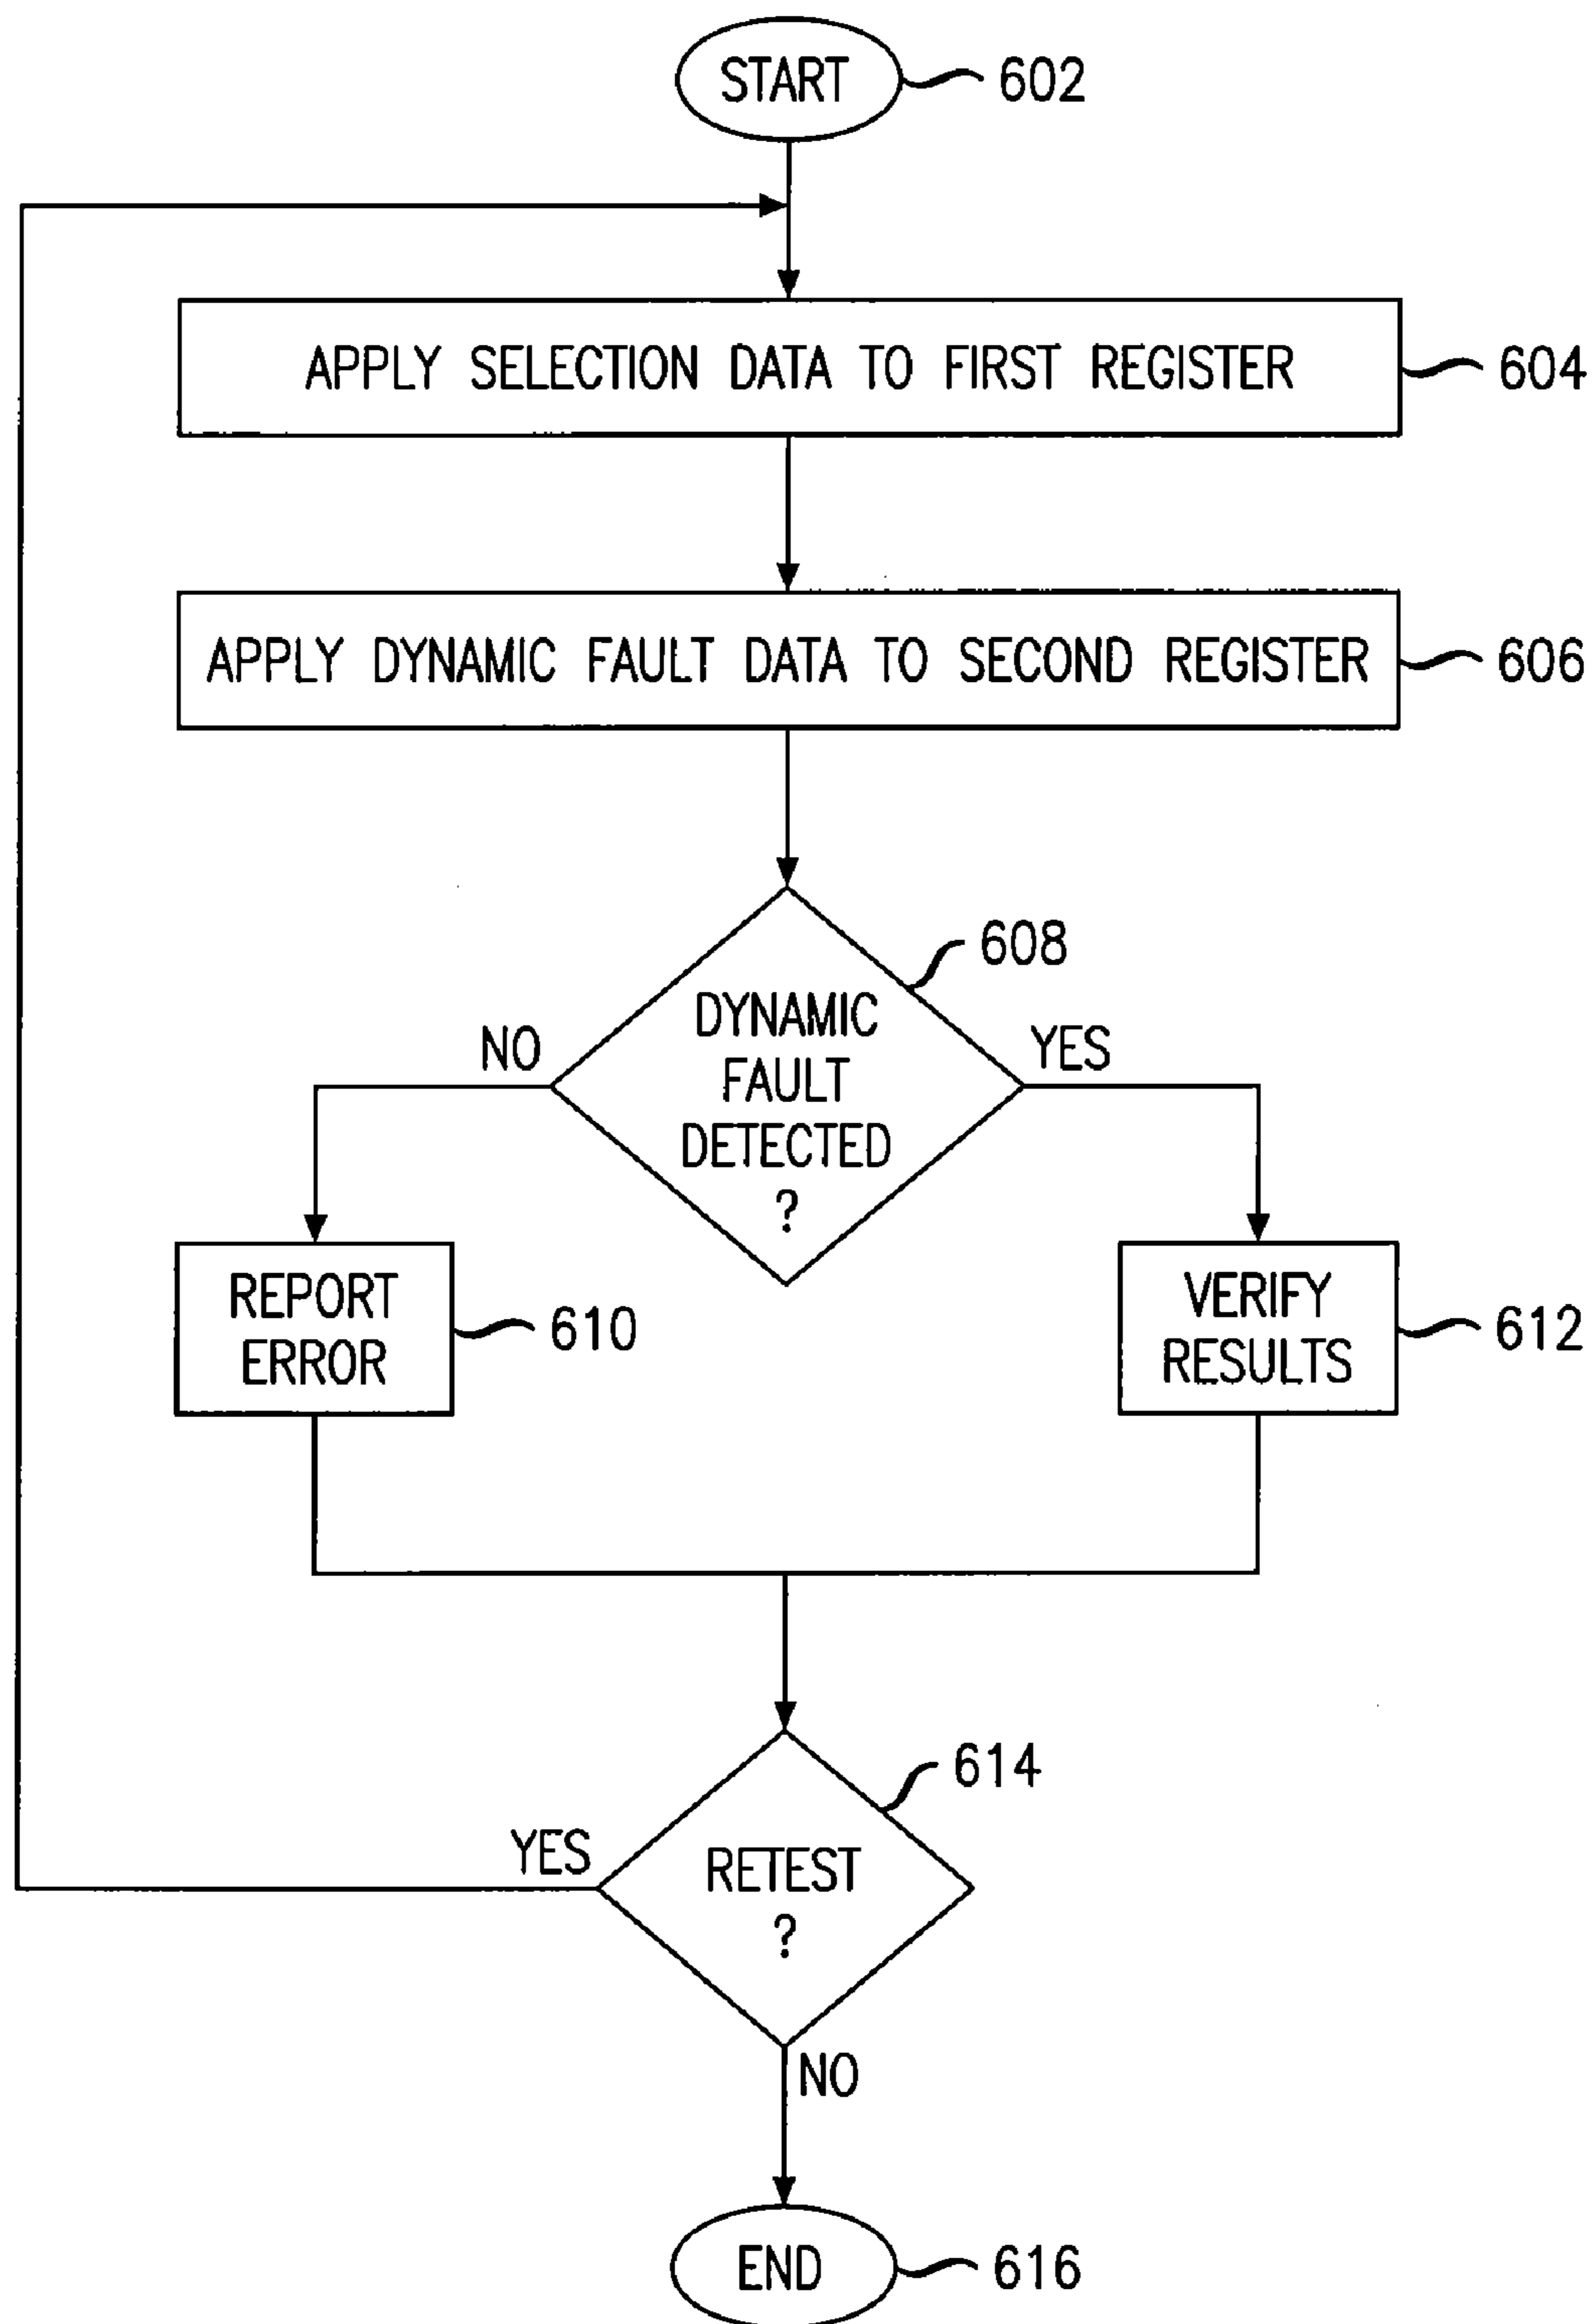 START
602
APPLY SELECTION DATA TO FIRST REGISTER
604
APPLY DYNAMIC FAULT DATA TO SECOND REGISTER
606
608
DYNAMIC
FAULT
DETECTED
?
NO
YES
REPORT
ERROR
610
VERIFY
RESULTS
612
614
YES
RETEST
?
NO
END
616